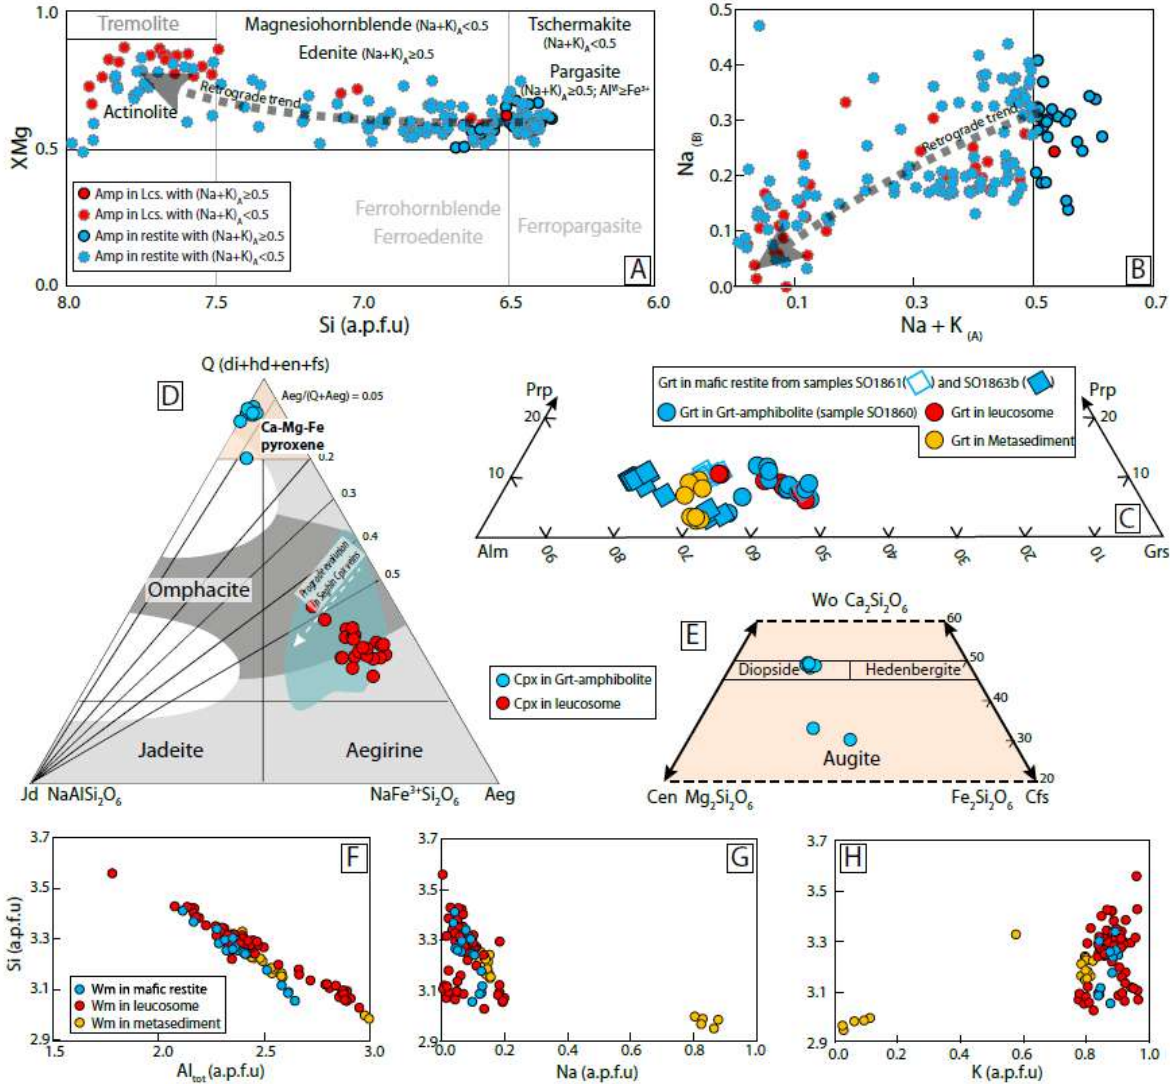 A
XMg
1.0
0.5
0.0
8.0
7.5
7.0
6.5
6.0
Si (a.p.f.u)
Tremolite
Magnesiohornblende (Na+K)A<0.5
Edenite (Na+K)A≥0.5
Tschermakite
(Na+K)A<0.5
Pargasite
(Na+K)A≥0.5; AlVI≥Fe3+
Retrograde trend
Actinolite
Amp in Lcs. with (Na+K)A≥0.5
Amp in Lcs. with (Na+K)A<0.5
Amp in restite with (Na+K)A≥0.5
Amp in restite with (Na+K)A<0.5
Ferrohornblende
Ferroedenite
Ferropargasite
B
Na (B)
0.5
0.4
0.3
0.2
0.1
0.0
0.1
0.3
0.5
0.7
Na + K (A)
Retrograde trend
D
Q (di+hd+en+fs)
Aeg/(Q+Aeg) = 0.05
Ca-Mg-Fe
pyroxene
0.2
0.3
0.4
0.5
Prograde evolution
in Sephin Cpx veins
Omphacite
Jadeite
Aegirine
Jd NaAlSi2O6
NaFe3+Si2O6 Aeg
C
Prp
20
10
Grt in mafic restite from samples SO1861( ) and SO1863b ( )
Grt in Grt-amphibolite (sample SO1860)
Grt in leucosome
Grt in Metasediment
Prp
20
10
Alm
90
80
70
60
50
40
30
20
10
Grs
E
Wo Ca2Si2O6
60
50
40
30
20
Diopside
Hedenbergite
Augite
Cen Mg2Si2O6
Fe2Si2O6 Cfs
Cpx in Grt-amphibolite
Cpx in leucosome
F
Si (a.p.f.u)
3.7
3.5
3.3
3.1
2.9
1.5
2.0
2.5
3.0
Altot(a.p.f.u)
Wm in mafic restite
Wm in leucosome
Wm in metasediment
G
3.7
3.5
3.3
3.1
2.9
0.0
0.2
0.4
0.6
0.8
1.0
Na (a.p.f.u)
H
3.7
3.5
3.3
3.1
2.9
0.0
0.2
0.4
0.6
0.8
1.0
K (a.p.f.u)